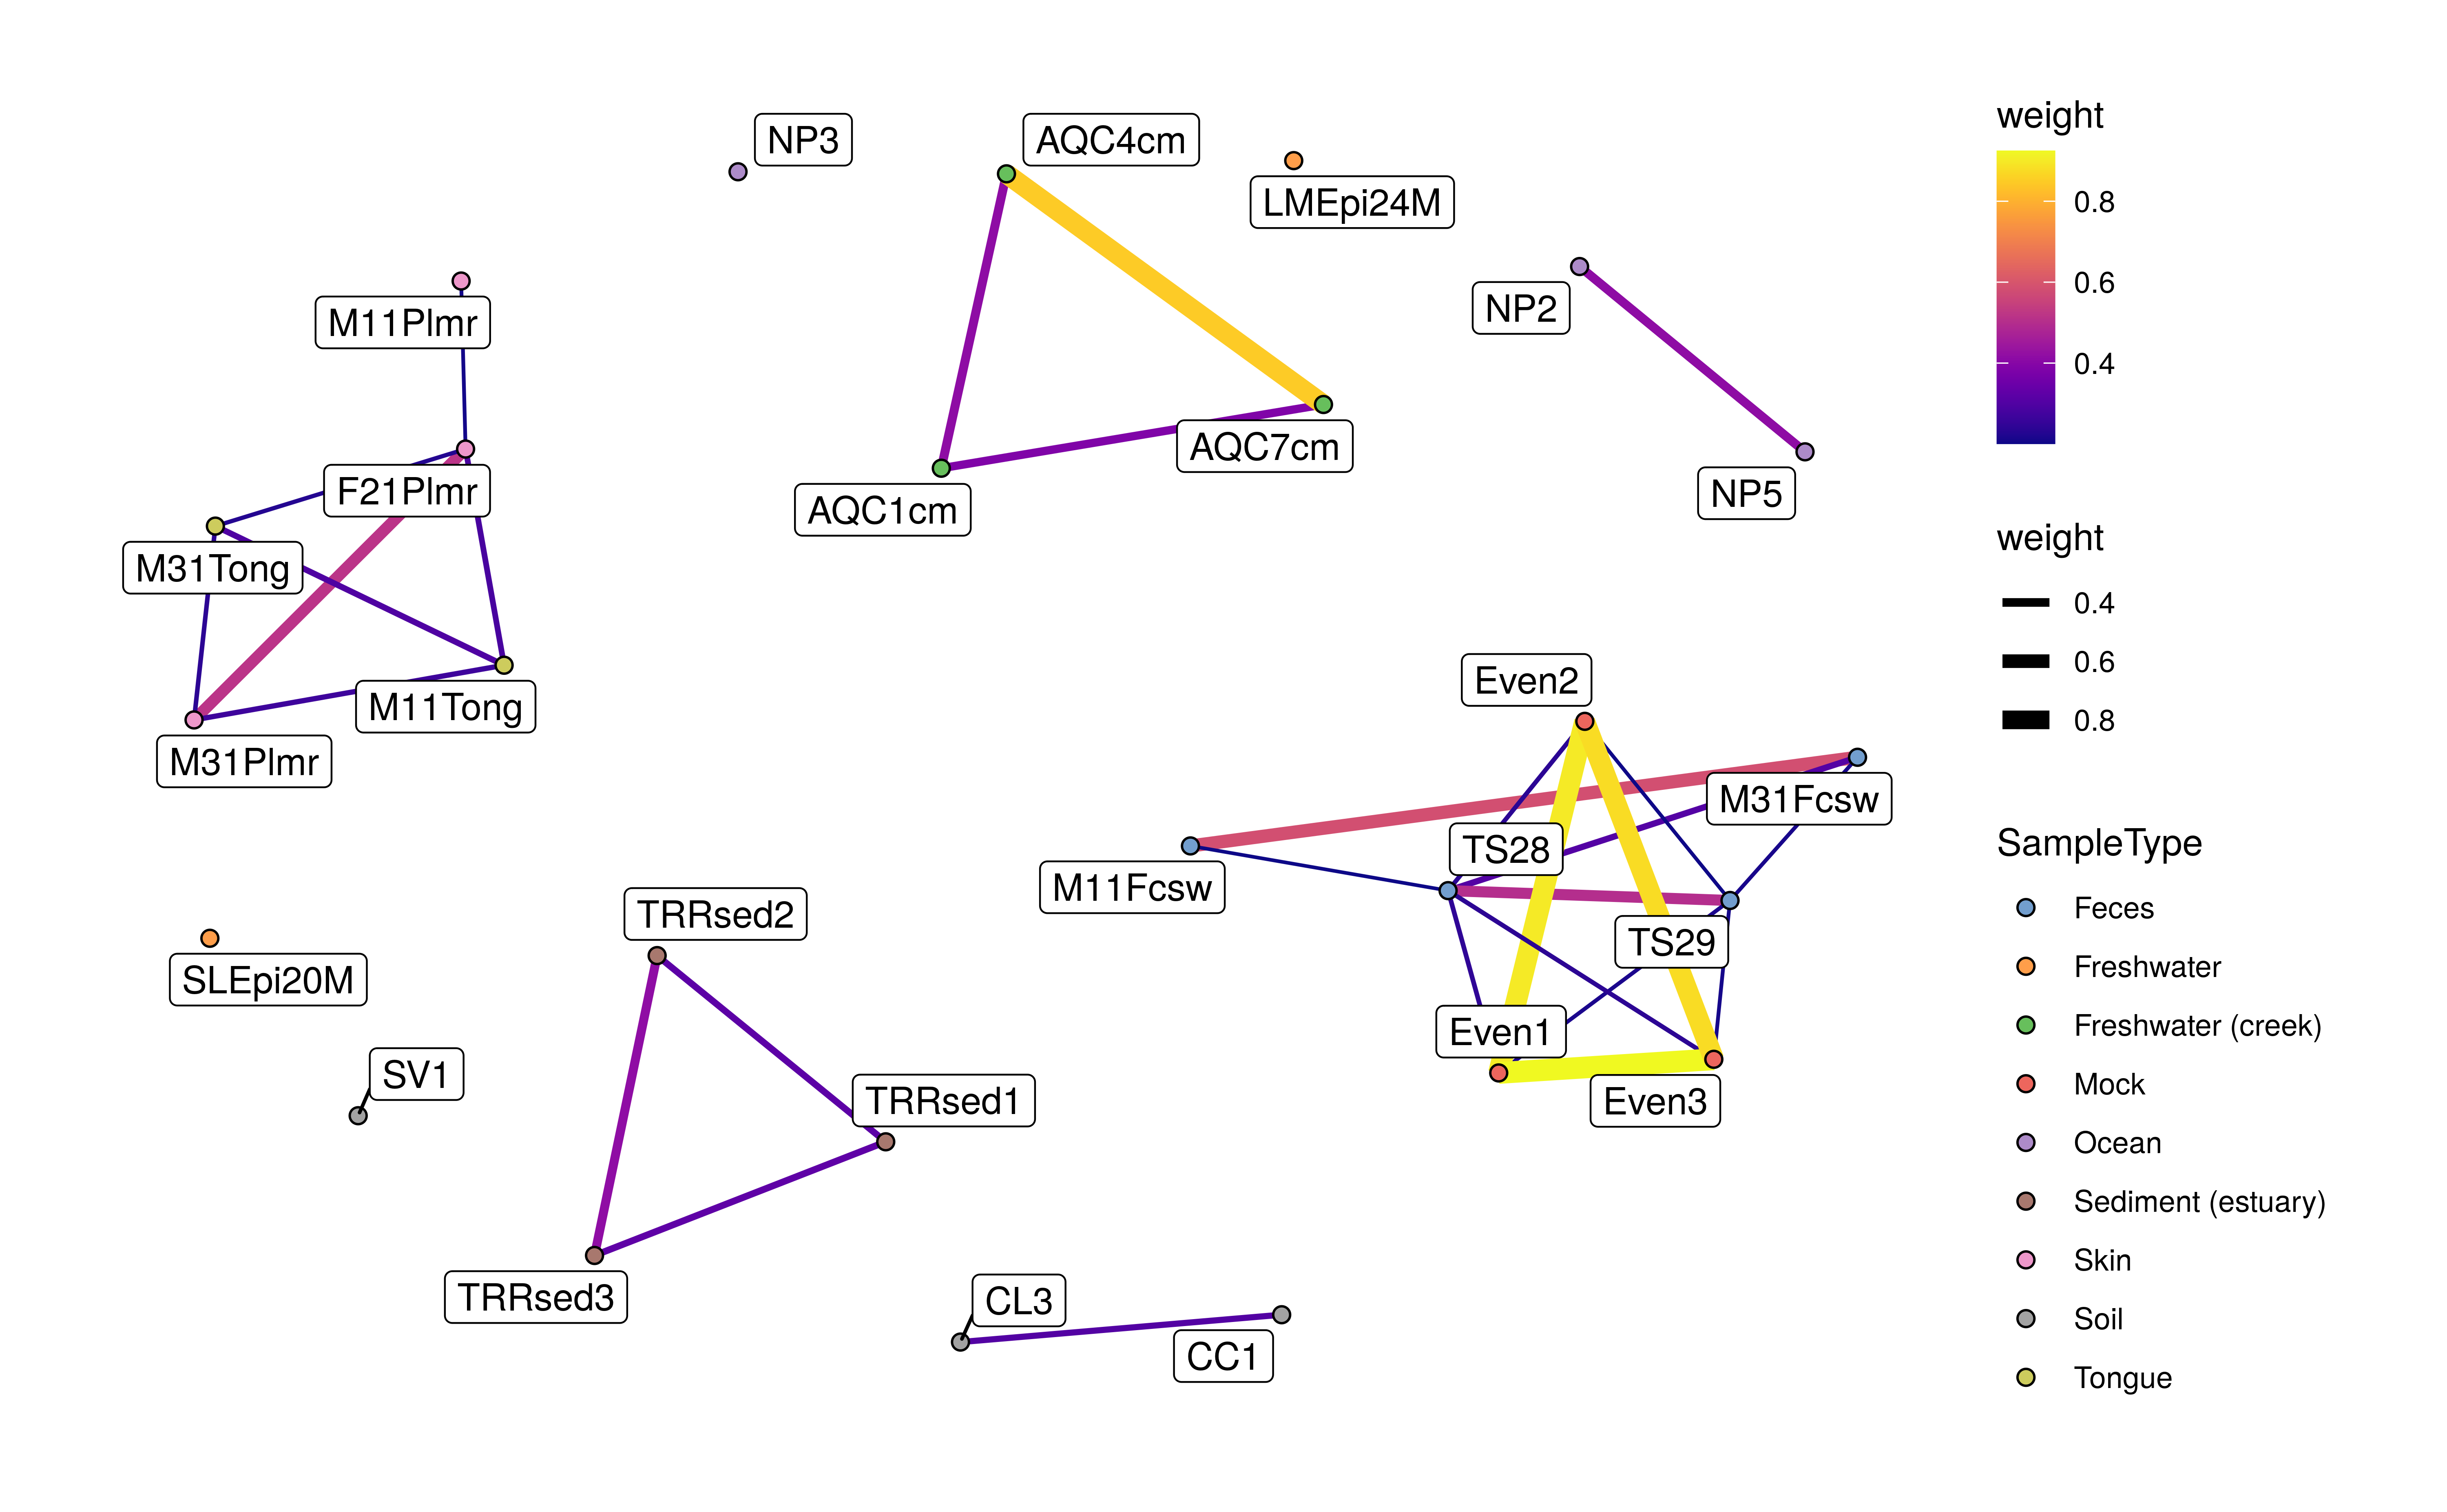 NP3
AQC4cm
LMEpi24M
M11Plmr
NP2
F21Plmr
AQC7cm
NP5
AQC1cm
M31Tong
M11Tong
M31Plmr
Even2
M31Fcsw
TS28
M11Fcsw
TRRsed2
TS29
SLEpi20M
Even1
SV1
TRRsed1
Even3
TRRsed3
CL3
CC1
weight
0.8
0.6
0.4
weight
0.4
0.6
0.8
SampleType
Feces
Freshwater
Freshwater (creek)
Mock
Ocean
Sediment (estuary)
Skin
Soil
Tongue